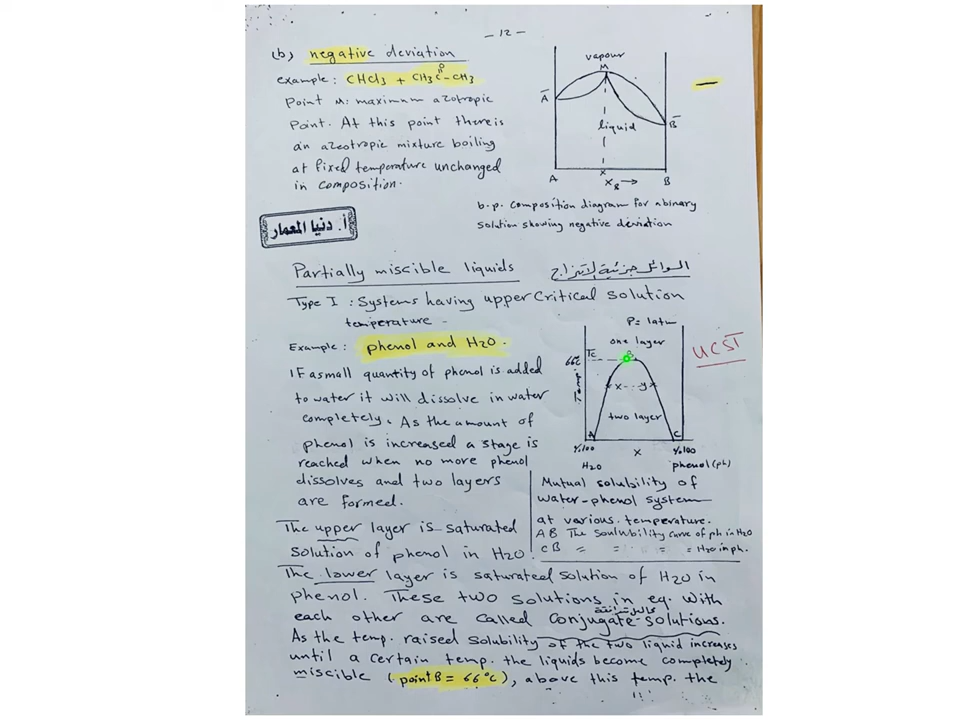 - 12 -
(b) negative deviation
example: CHCl3 + CH3C-CH3
O
Point M: maximum azotropic
Point. At this point there is
an azeotropic mixture boiling
at fixed temperature unchanged
in composition.
vapour
M
A
B
liquid
A
x
XB →
B
b.p. Composition diagram for abinary
solution showing negative deviation
أ. دنيا المعمار
Partially miscible liquids
السوائل جزئية الامتزاج
Type I : Systems having upper Critical solution
temperature -
Example: phenol and H2O.
IF asmall quantity of phenol is added
to water it will dissolve in water
completely. As the amount of
phenol is increased a stage is
reached when no more phenol
dissolves and two layers
are formed.
P= 1atm
one layer
UCST
66°C
Tc
B
Temp.
x
y
two layer
A
C
%100
X
%100
H2O
phenol (ph)
Mutual solubility of
water-phenol system
at various temperature.
AB The Soulubility curve of ph in H2O
CB = = = = H2O in ph.
The upper layer is saturated
solution of phenol in H2O.
The lower layer is saturated solution of H2O in
phenol. These two solutions in eq. With
each other are called Conjugate solutions.
As the temp. raised solubility of the two liquid increases
until a certain temp. the liquids become completely
miscible (point B = 66°C), above this temp. the